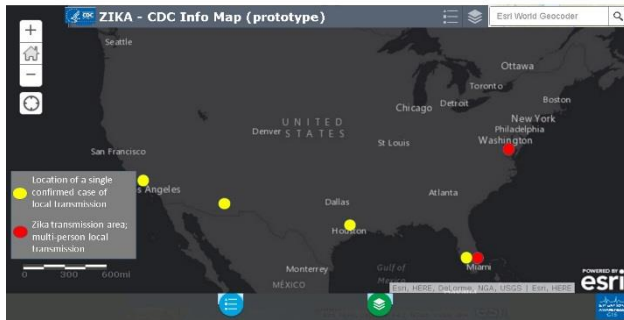 CDC
ZIKA - CDC Info Map (prototype)
Esri World Geocoder
Seattle
Ottawa
Toronto
Boston
Chicago
Detroit
New York
Philadelphia
UNITED
STATES
Denver
St Louis
Washington
San Francisco
Location of a single
confirmed case of
local transmission
s Angeles
Atlanta
Dallas
Zika transmission area;
multi-person local
transmission
Houston
0 300 600mi
Monterrey
Gulf of
Mexico
Miami
MÉXICO
POWERED BY
esri
Esri, HERE, DeLorme, NGA, USGS | Esri, HERE